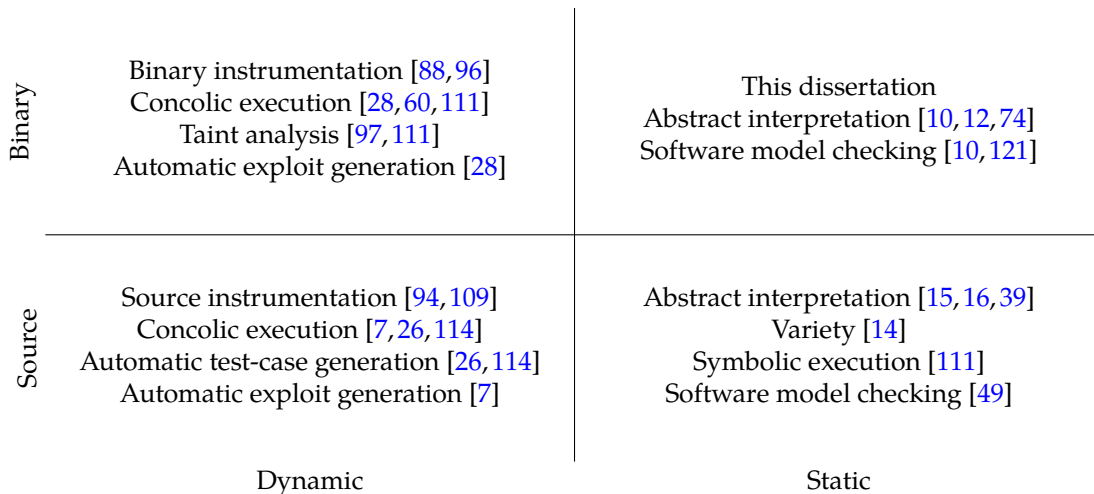 Binary
Binary instrumentation [88,96]
Concolic execution [28,60,111]
Taint analysis [97,111]
Automatic exploit generation [28]
This dissertation
Abstract interpretation [10,12,74]
Software model checking [10,121]
Source
Source instrumentation [94,109]
Concolic execution [7,26,114]
Automatic test-case generation [26,114]
Automatic exploit generation [7]
Abstract interpretation [15,16,39]
Variety [14]
Symbolic execution [111]
Software model checking [49]
Dynamic
Static